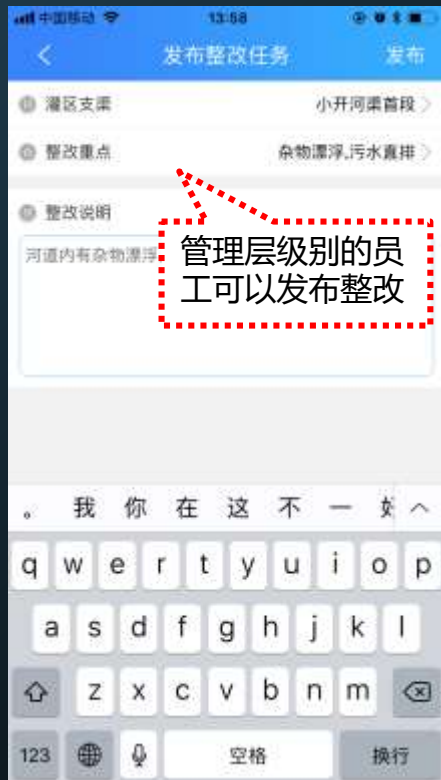 中国移动 13:58
发布整改任务 发布
灌区支渠 小开河渠首段
整改重点 杂物漂浮,污水直排
整改说明
河道内有杂物漂浮
管理层级别的员
工可以发布整改
。 我 你 在 这 不 一
q w e r t y u i o p
a s d f g h j k l
z x c v b n m
123 空格 换行